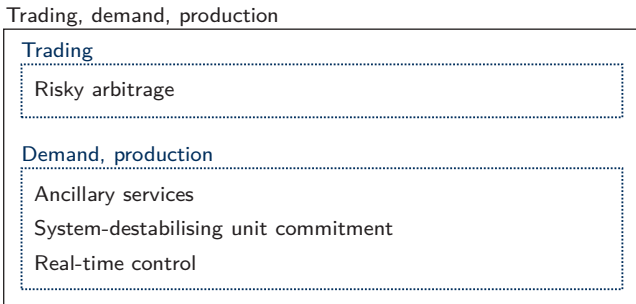 Trading, demand, production
Trading
Risky arbitrage
Demand, production
Ancillary services
System-destabilising unit commitment
Real-time control